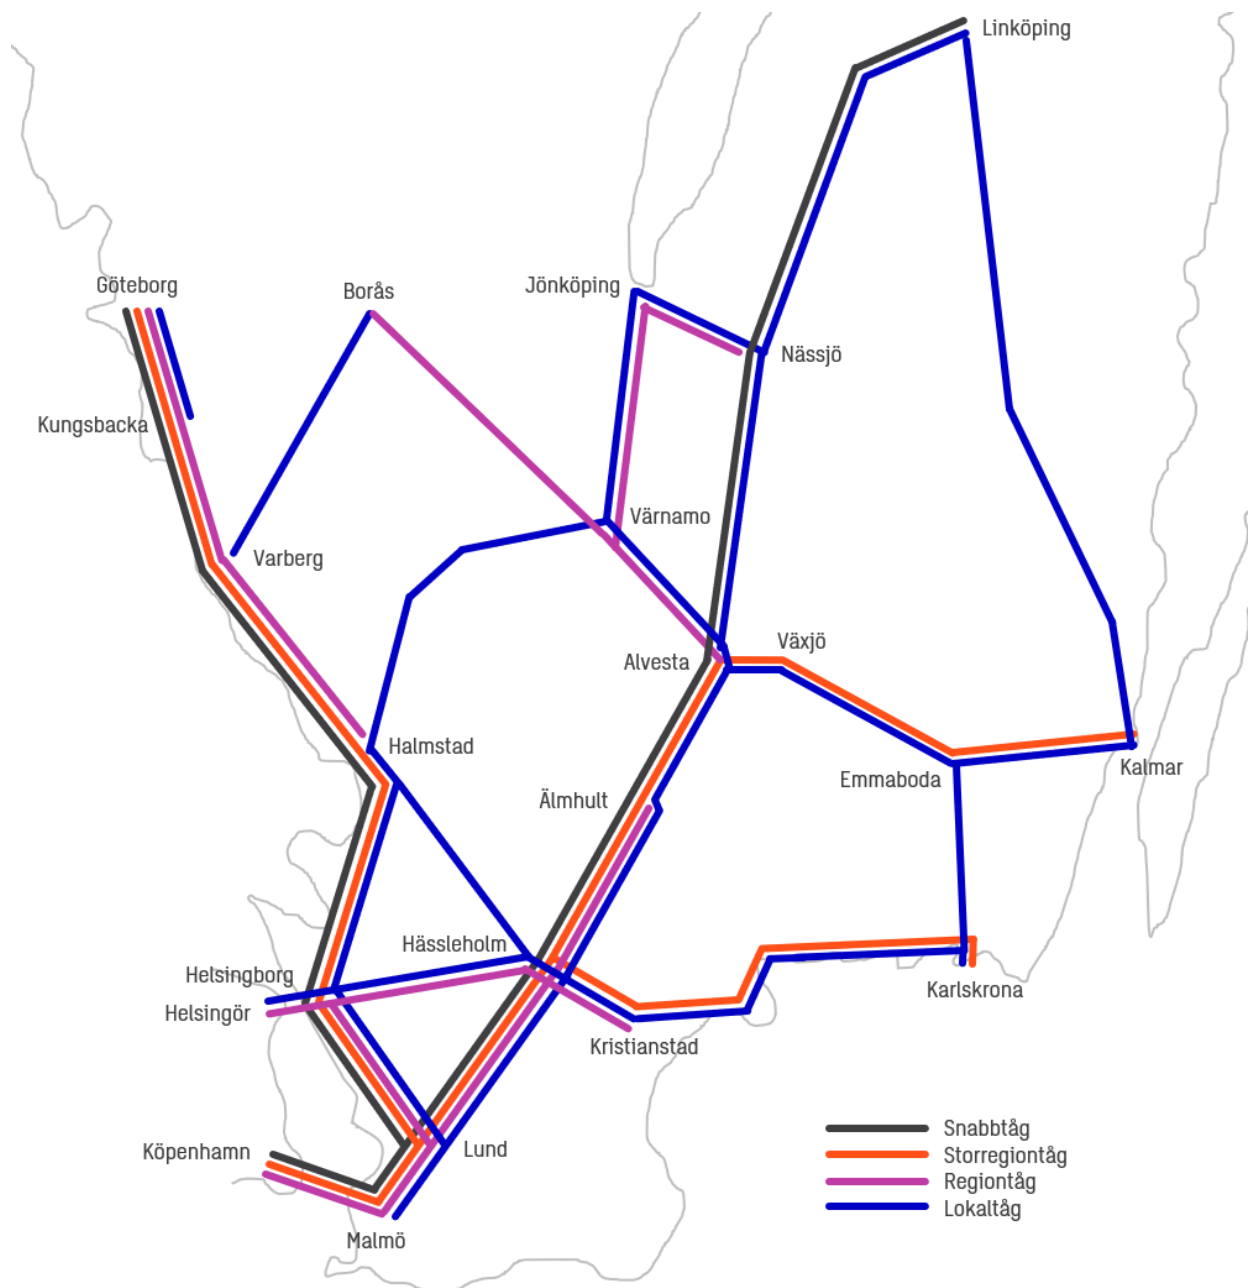 Linköping
Göteborg
Borås
Jönköping
Nässjö
Kungsbacka
Värnamo
Varberg
Växjö
Alvesta
Halmstad
Emmaboda
Kalmar
Älmhult
Hässleholm
Helsingborg
Karlskrona
Helsingör
Kristianstad
Köpenhamn
Lund
Malmö
Snabbtåg
Storregiontåg
Regiontåg
Lokaltåg